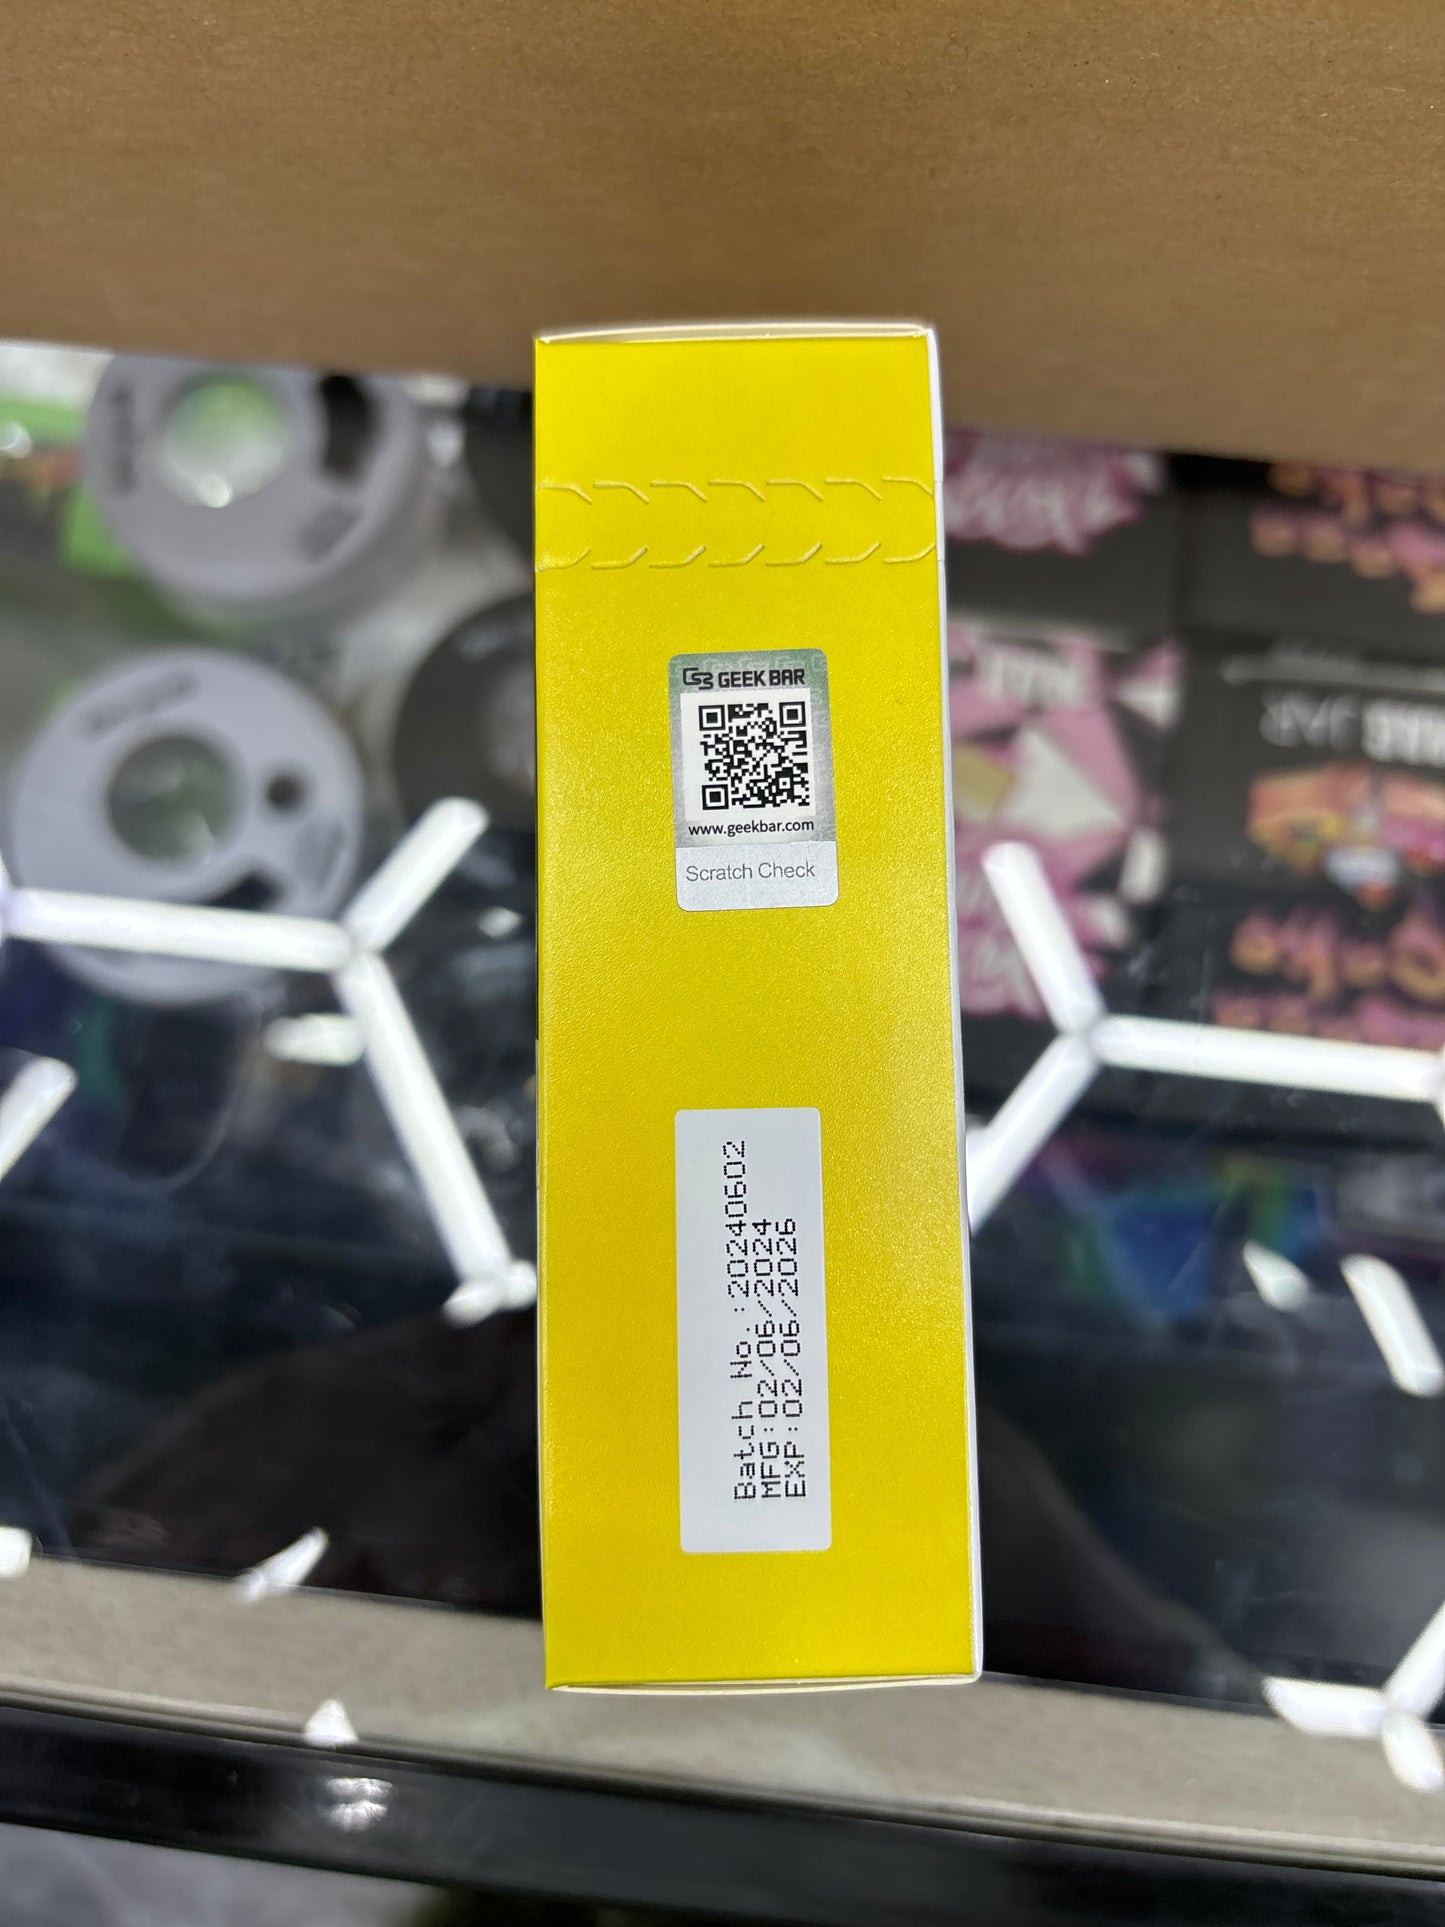 GEEK BAR
www.geekbar.com
Scratch Check
Batch No.:20240602
MFG:02/06/2024
EXP:02/06/2026